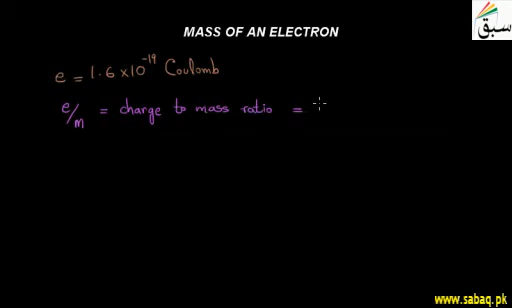 MASS OF AN ELECTRON
سبق
e = 1.6 × 10⁻¹⁹ Coulomb
e/m = charge to mass ratio =
www.sabaq.pk